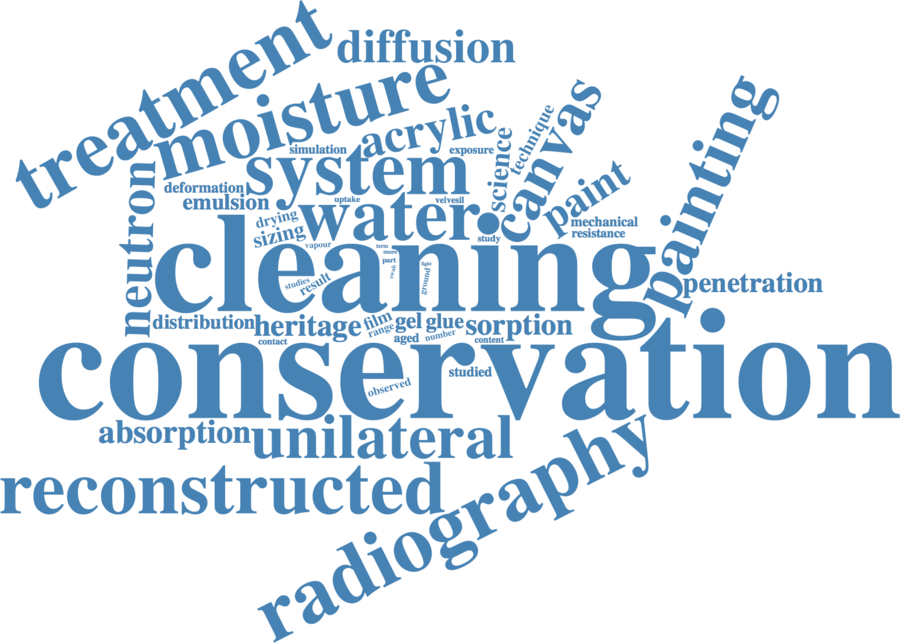 treatment
diffusion
moisture
acrylic
simulation
exposure
system
science
technique
canvas
painting
neutron
deformation
emulsion
uptake
velvesil
paint
drying
water
mechanical
sizing
vapour
study
resistance
cleaning
term
more
part
swab
light
ground
studies
result
penetration
distribution
heritage
film
range
gel
glue
sorption
contact
aged
number
content
conservation
studied
observed
absorption
unilateral
reconstructed
radiography